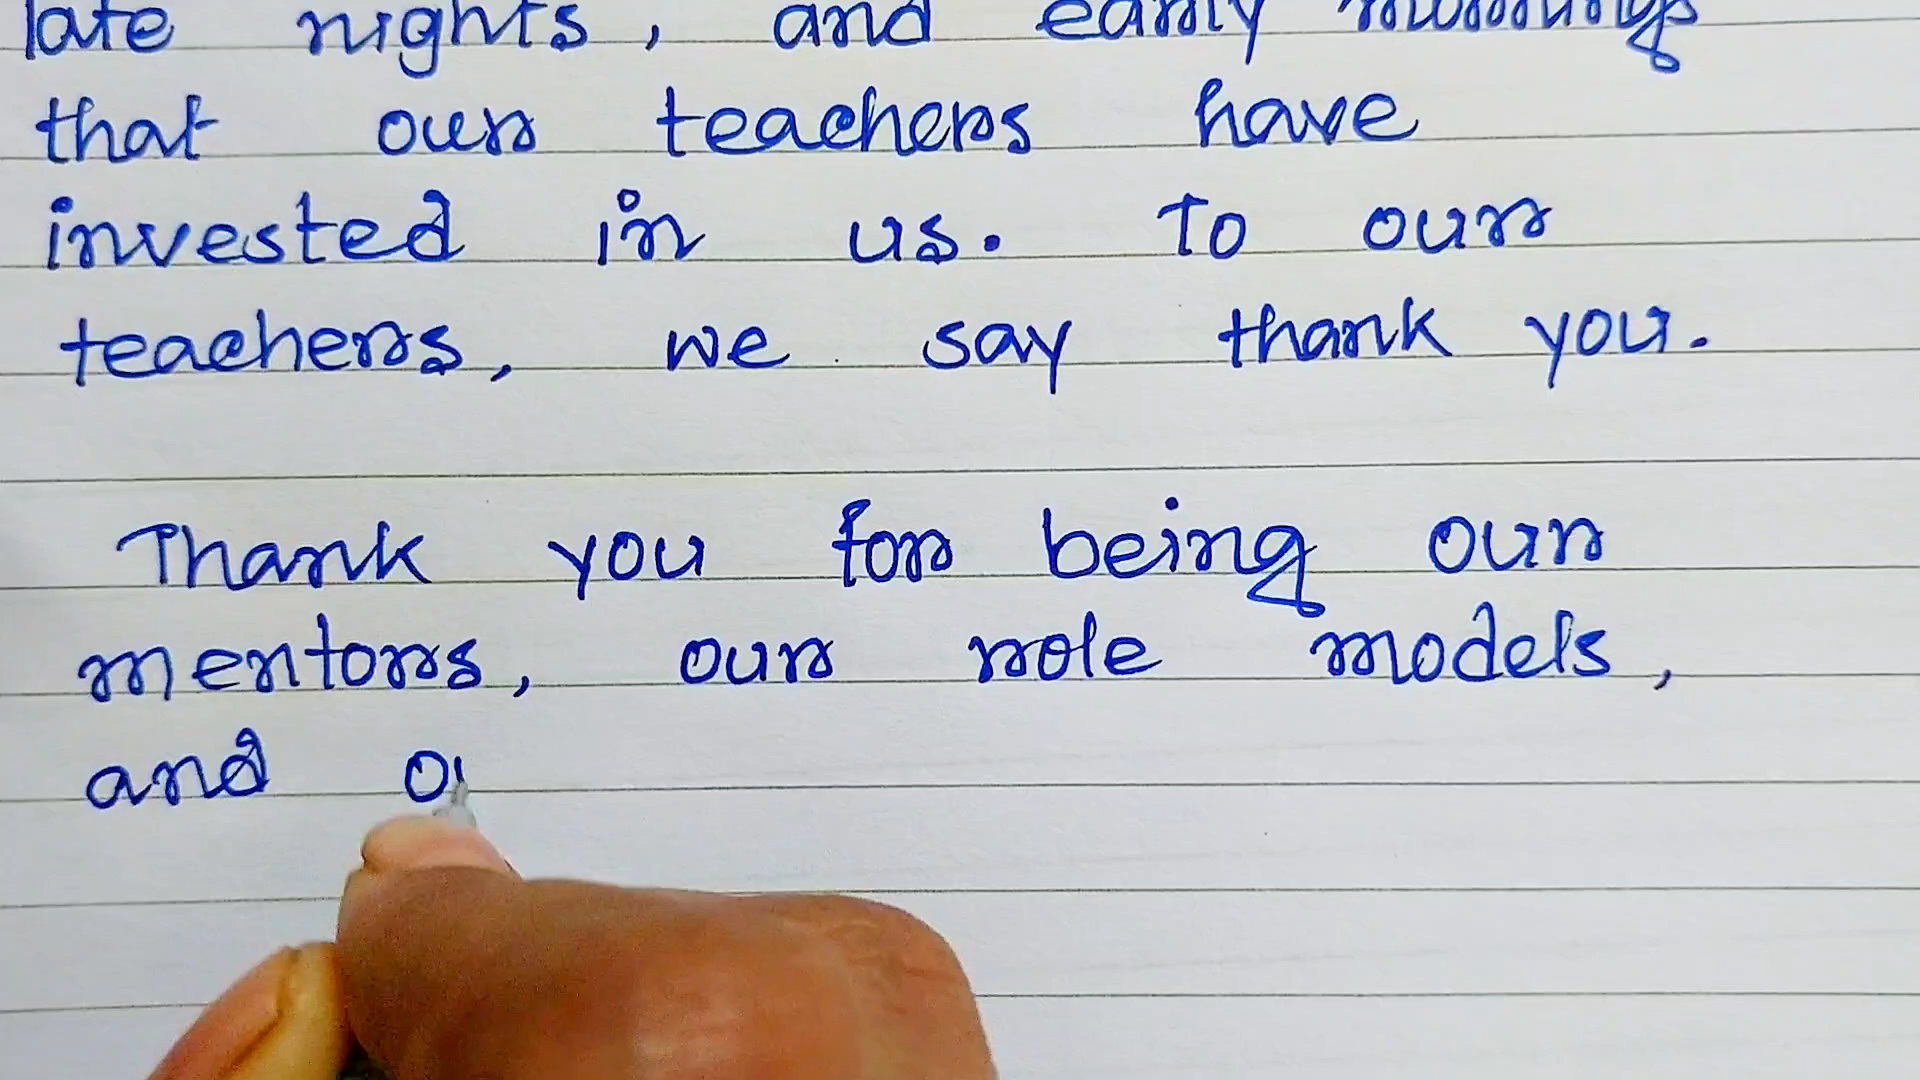 late nights, and early mornings
that our teachers have
invested in us. To our
teachers, we say thank you.
Thank you for being our
mentors, our role models,
and